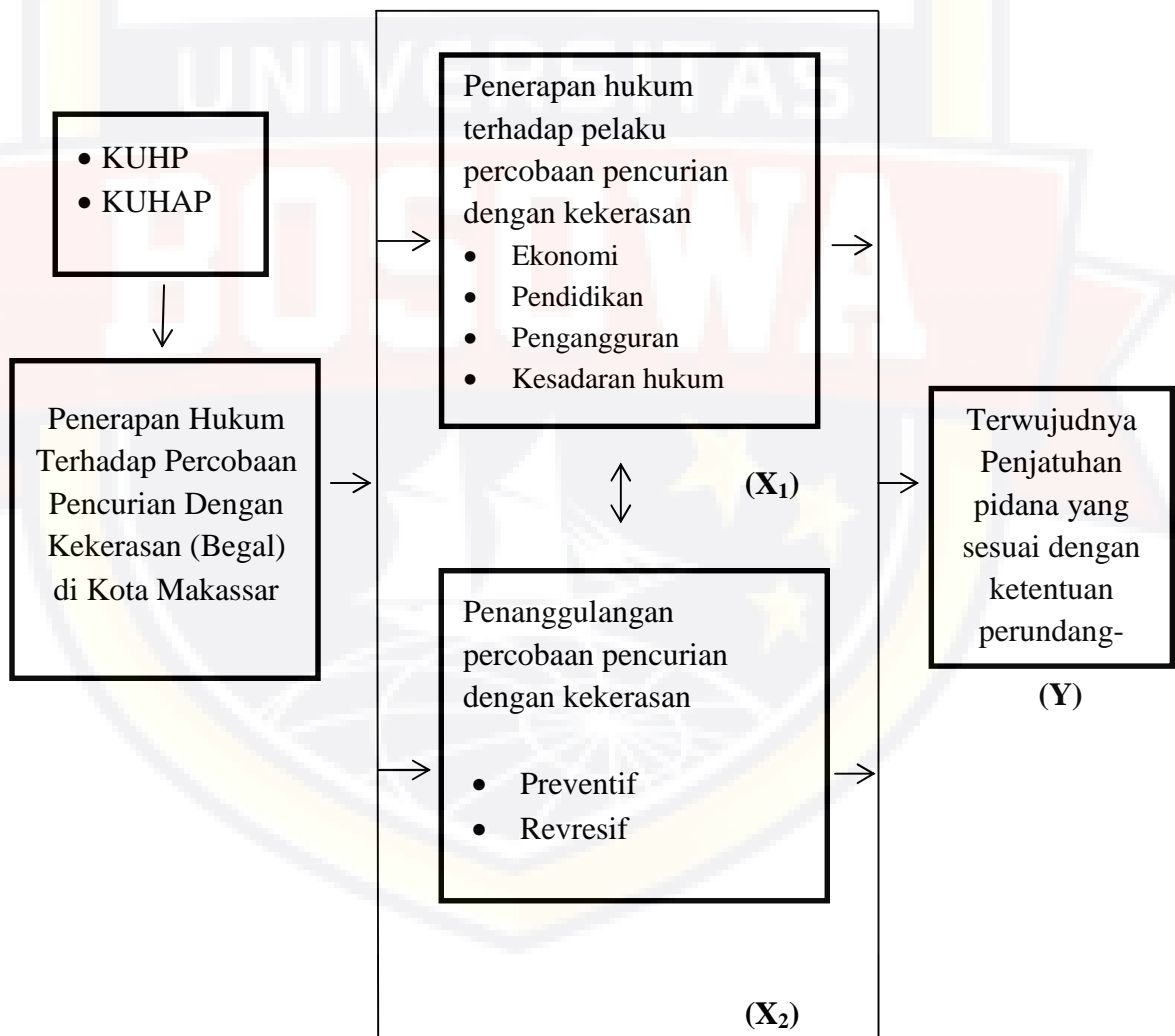 UNIVERSITAS
BOSOWA
• KUHP
• KUHAP
Penerapan Hukum
Terhadap Percobaan
Pencurian Dengan
Kekerasan (Begal)
di Kota Makassar
Penerapan hukum
terhadap pelaku
percobaan pencurian
dengan kekerasan
• Ekonomi
• Pendidikan
• Pengangguran
• Kesadaran hukum
(X₁)
Penanggulangan
percobaan pencurian
dengan kekerasan
• Preventif
• Revresif
(X₂)
Terwujudnya
Penjatuhan
pidana yang
sesuai dengan
ketentuan
perundang-
(Y)